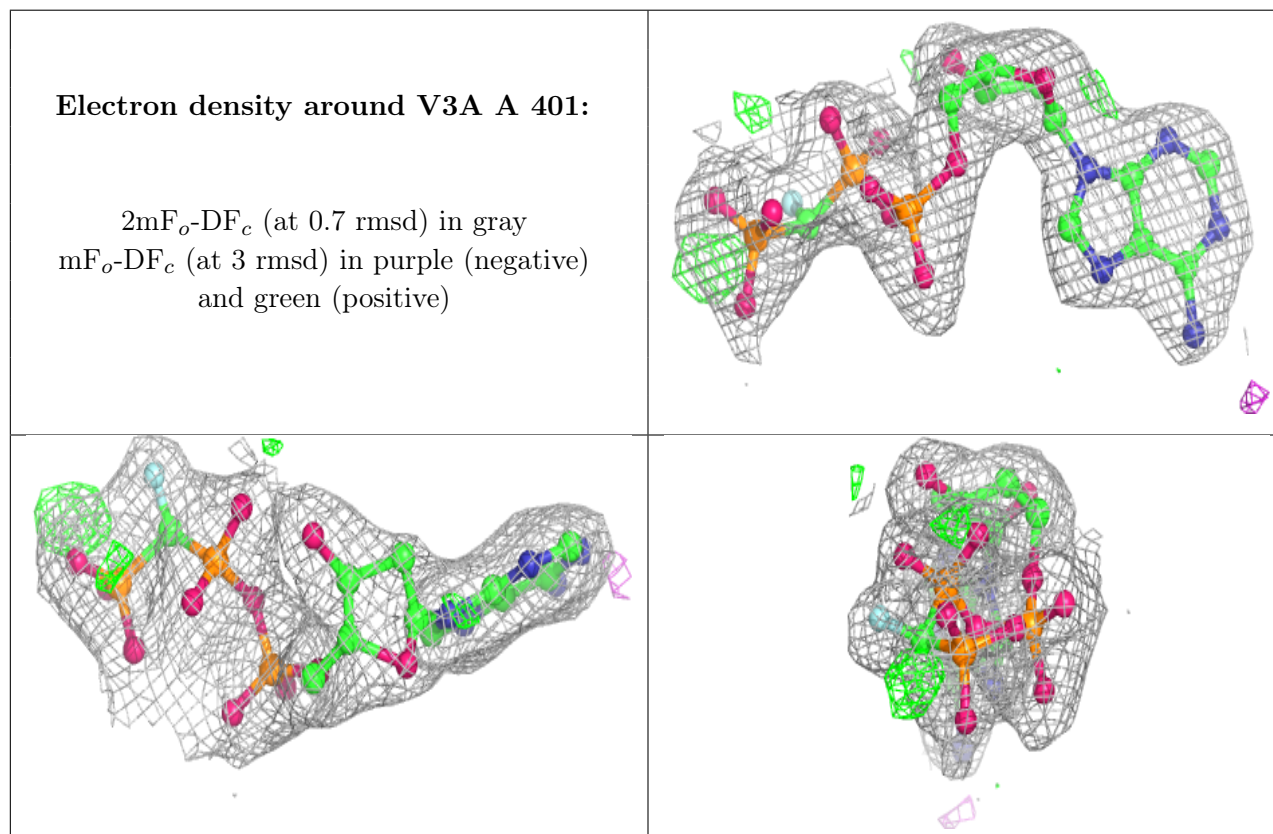 Electron density around V3A A 401:
2mFo-DFc (at 0.7 rmsd) in gray
mFo-DFc (at 3 rmsd) in purple (negative)
and green (positive)